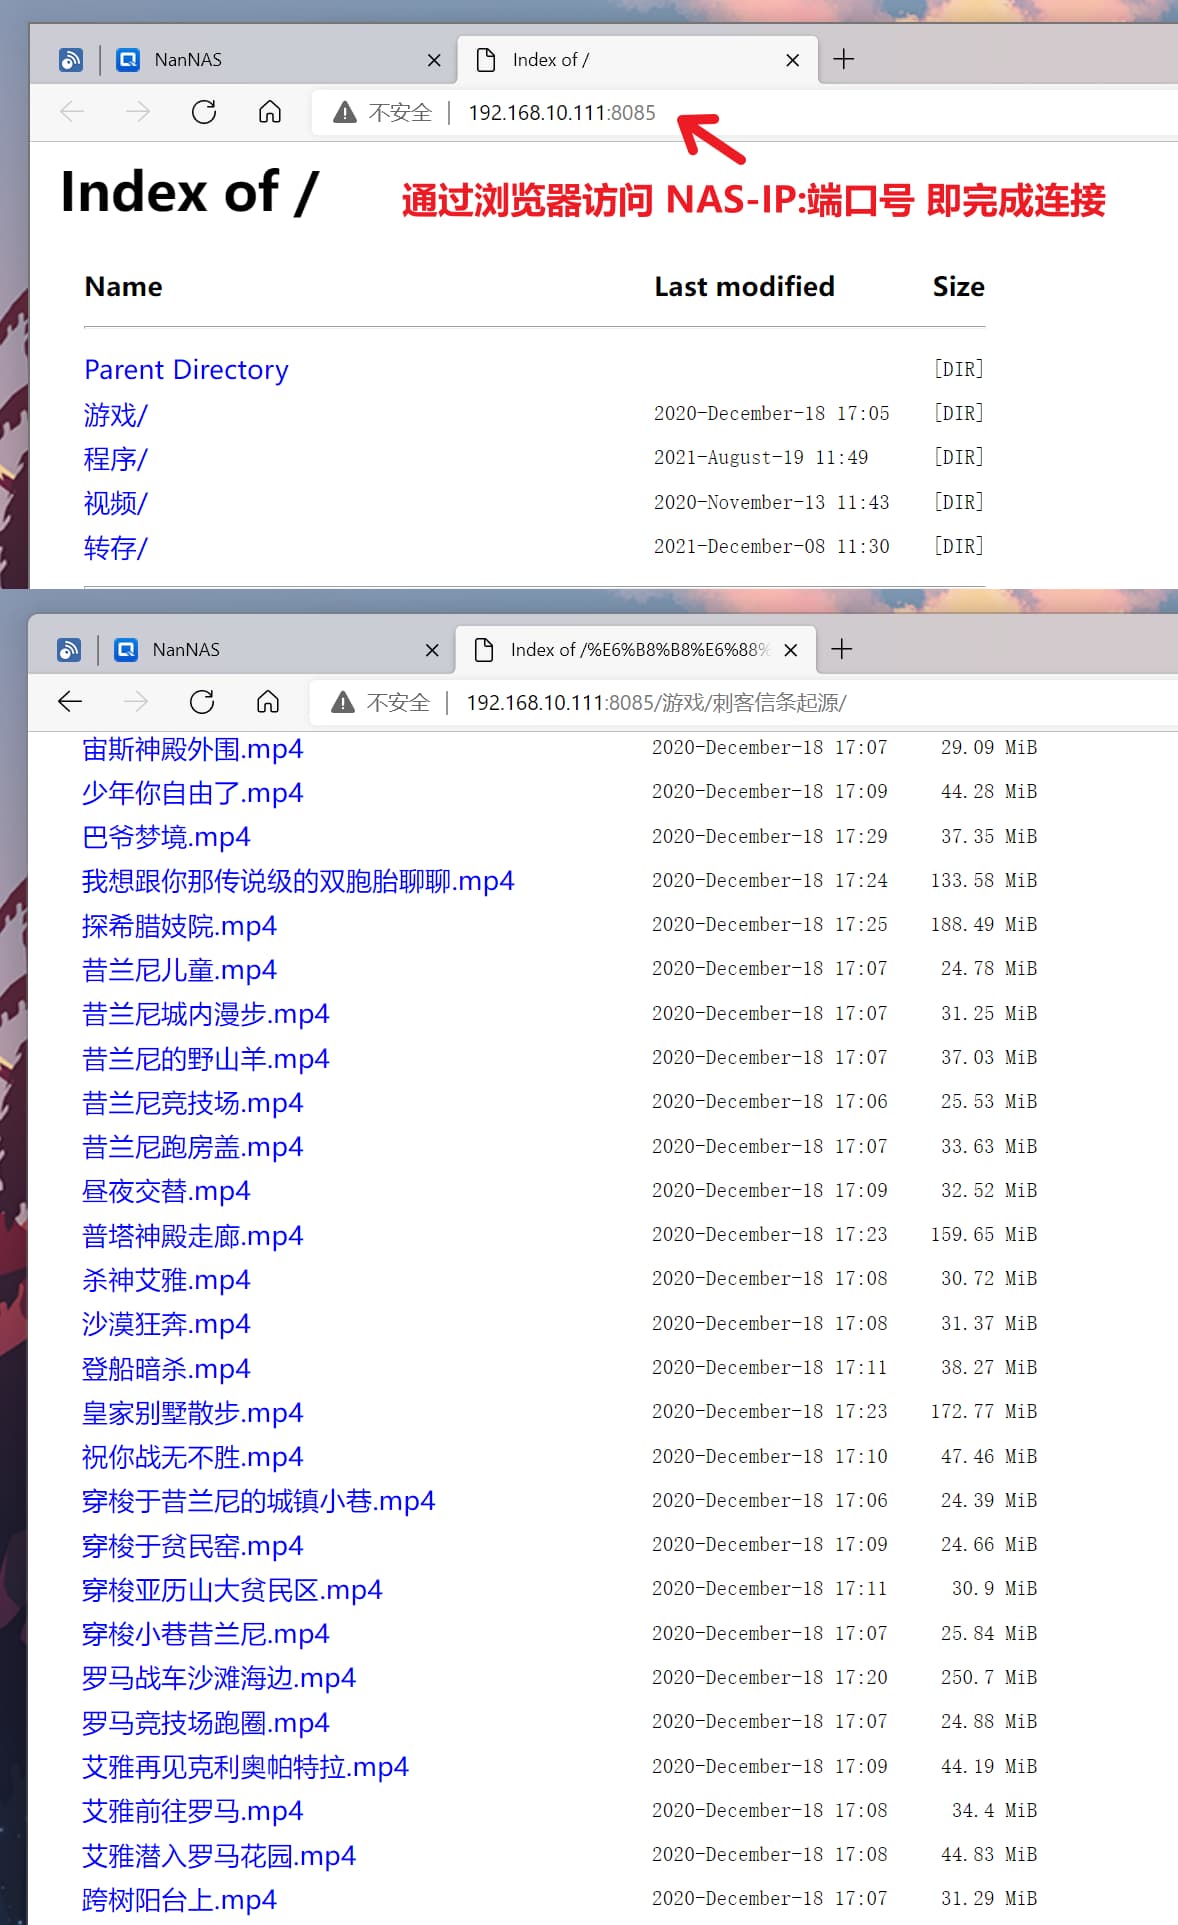 NanNAS
Index of /
不安全 | 192.168.10.111:8085
Index of /
通过浏览器访问 NAS-IP:端口号 即完成连接
Name Last modified Size
Parent Directory [DIR]
游戏/ 2020-December-18 17:05 [DIR]
程序/ 2021-August-19 11:49 [DIR]
视频/ 2020-November-13 11:43 [DIR]
转存/ 2021-December-08 11:30 [DIR]
NanNAS
Index of /%E6%B8%B8%E6%88%
不安全 | 192.168.10.111:8085/游戏/刺客信条起源/
宙斯神殿外围.mp4 2020-December-18 17:07 29.09 MiB
少年你自由了.mp4 2020-December-18 17:09 44.28 MiB
巴爷梦境.mp4 2020-December-18 17:29 37.35 MiB
我想跟你那传说级的双胞胎聊聊.mp4 2020-December-18 17:24 133.58 MiB
探希腊妓院.mp4 2020-December-18 17:25 188.49 MiB
昔兰尼儿童.mp4 2020-December-18 17:07 24.78 MiB
昔兰尼城内漫步.mp4 2020-December-18 17:07 31.25 MiB
昔兰尼的野山羊.mp4 2020-December-18 17:07 37.03 MiB
昔兰尼竞技场.mp4 2020-December-18 17:06 25.53 MiB
昔兰尼跑房盖.mp4 2020-December-18 17:07 33.63 MiB
昼夜交替.mp4 2020-December-18 17:09 32.52 MiB
普塔神殿走廊.mp4 2020-December-18 17:23 159.65 MiB
杀神艾雅.mp4 2020-December-18 17:08 30.72 MiB
沙漠狂奔.mp4 2020-December-18 17:08 31.37 MiB
登船暗杀.mp4 2020-December-18 17:11 38.27 MiB
皇家别墅散步.mp4 2020-December-18 17:23 172.77 MiB
祝你战无不胜.mp4 2020-December-18 17:10 47.46 MiB
穿梭于昔兰尼的城镇小巷.mp4 2020-December-18 17:06 24.39 MiB
穿梭于贫民窑.mp4 2020-December-18 17:09 24.66 MiB
穿梭亚历山大贫民区.mp4 2020-December-18 17:11 30.9 MiB
穿梭小巷昔兰尼.mp4 2020-December-18 17:07 25.84 MiB
罗马战车沙滩海边.mp4 2020-December-18 17:20 250.7 MiB
罗马竞技场跑圈.mp4 2020-December-18 17:07 24.88 MiB
艾雅再见克利奥帕特拉.mp4 2020-December-18 17:09 44.19 MiB
艾雅前往罗马.mp4 2020-December-18 17:08 34.4 MiB
艾雅潜入罗马花园.mp4 2020-December-18 17:08 44.83 MiB
跨树阳台上.mp4 2020-December-18 17:07 31.29 MiB